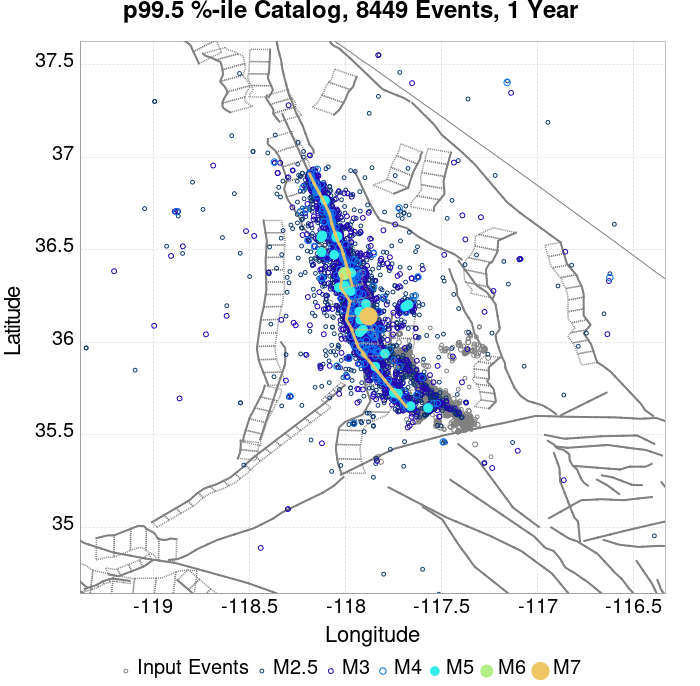 p99.5 %-ile Catalog, 8449 Events, 1 Year
37.5
37
36.5
36
35.5
35
Latitude
-119 -118.5 -118 -117.5 -117 -116.5
Longitude
Input Events M2.5 M3 M4 M5 M6 M7